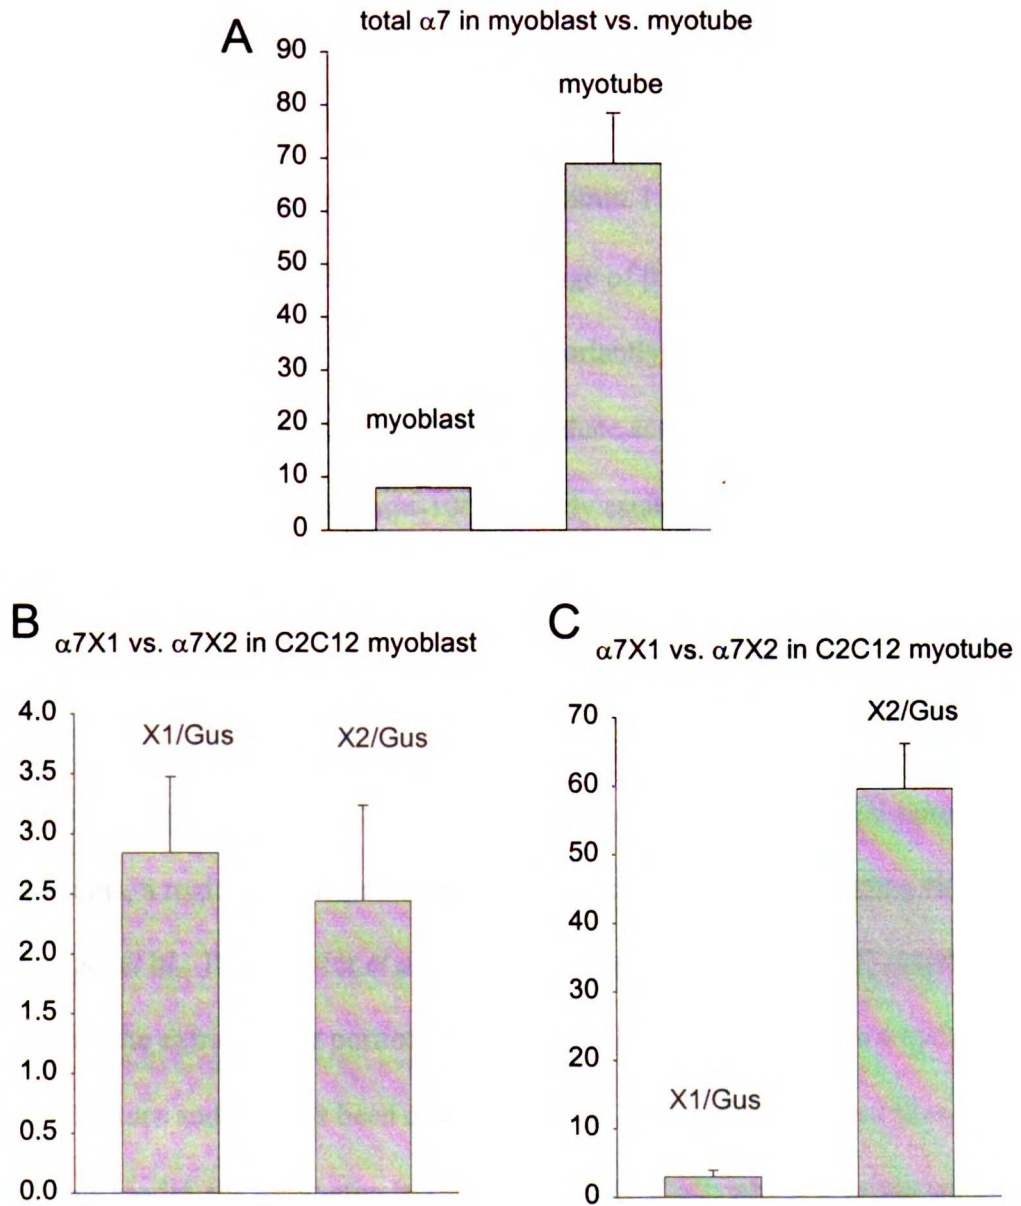 A
total α7 in myoblast vs. myotube
90
80
70
60
50
40
30
20
10
0
myoblast
myotube
B
α7X1 vs. α7X2 in C2C12 myoblast
4.0
3.5
3.0
2.5
2.0
1.5
1.0
0.5
0.0
X1/Gus
X2/Gus
C
α7X1 vs. α7X2 in C2C12 myotube
70
60
50
40
30
20
10
0
X1/Gus
X2/Gus